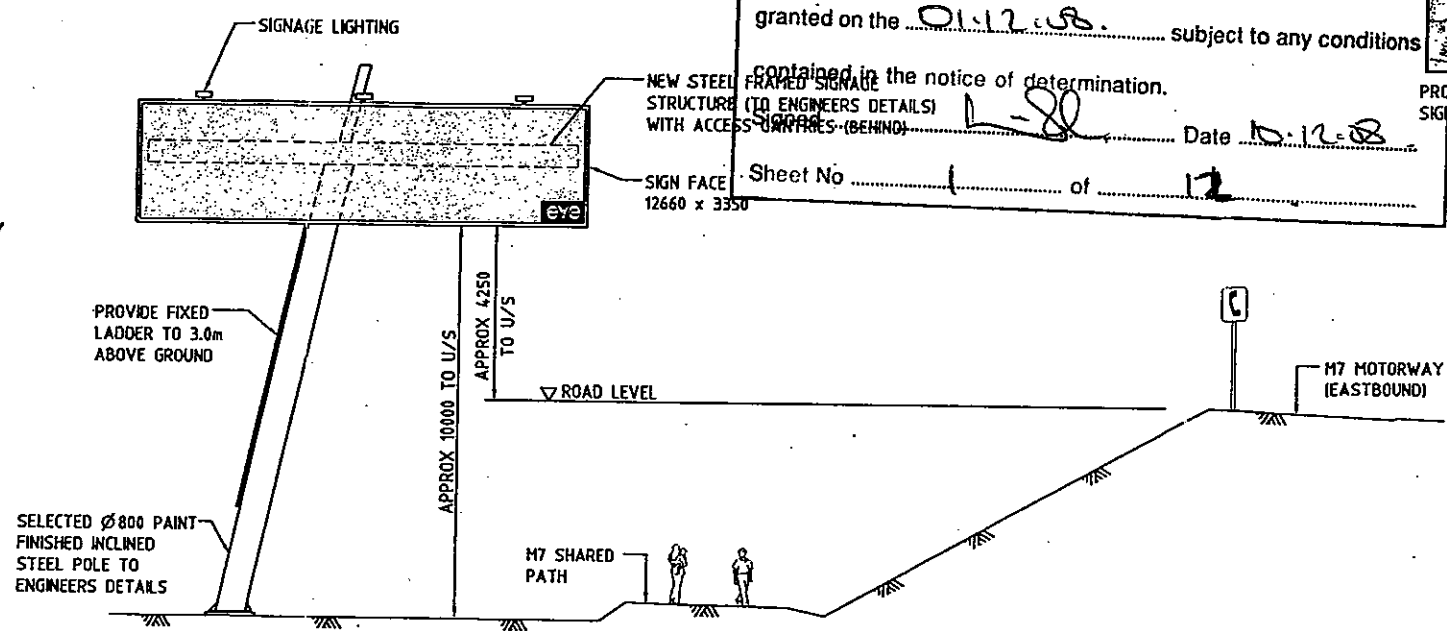 granted on the 01.12.08. subject to any conditions
contained in the notice of determination.
Signed Date 10.12.08
Sheet No 1 of 12
SIGNAGE LIGHTING
NEW STEEL FRAMED SIGNAGE
STRUCTURE (TO ENGINEERS DETAILS)
WITH ACCESS GANTRIES (BEHIND)
SIGN FACE
12660 x 3350
eye
PROVIDE FIXED
LADDER TO 3.0m
ABOVE GROUND
APPROX 10000 TO U/S
APPROX 4250
TO U/S
ROAD LEVEL
M7 MOTORWAY
(EASTBOUND)
SELECTED Ø800 PAINT
FINISHED INCLINED
STEEL POLE TO
ENGINEERS DETAILS
M7 SHARED
PATH